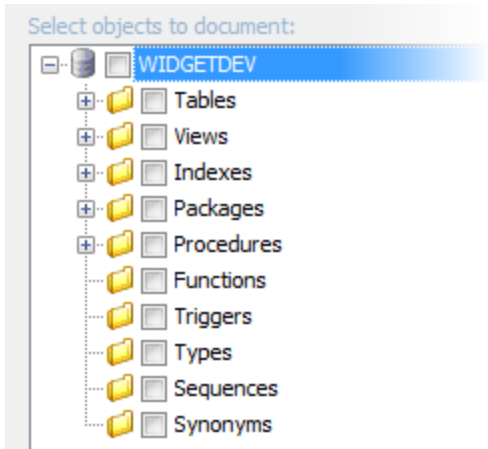 Select objects to document:
WIDGETDEV
Tables
Views
Indexes
Packages
Procedures
Functions
Triggers
Types
Sequences
Synonyms